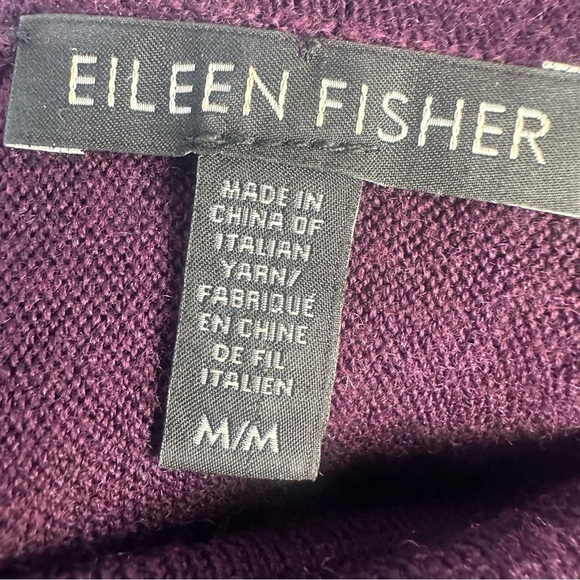 EILEEN FISHER
MADE IN
CHINA OF
ITALIAN
YARN/
FABRIQUÉ
EN CHINE
DE FIL
ITALIEN
M/M